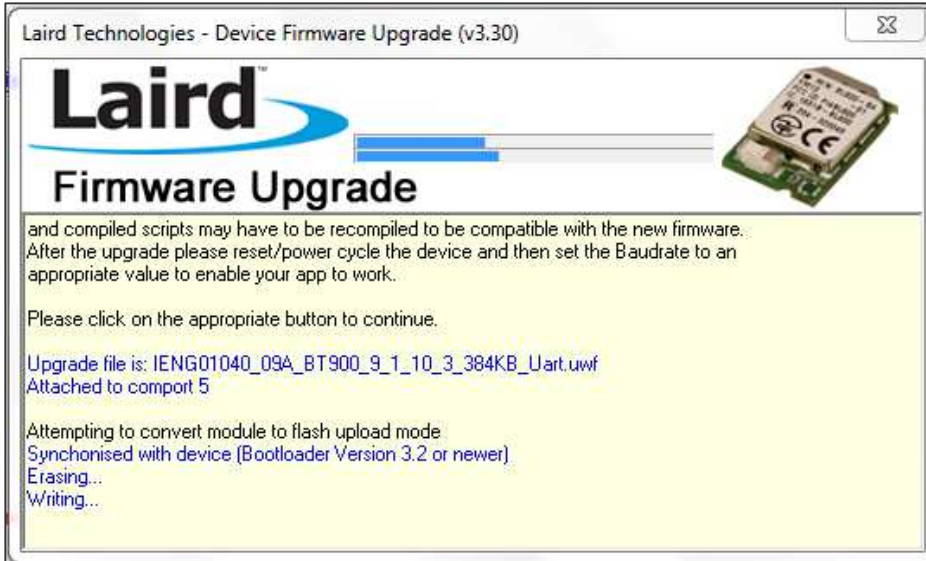 Laird Technologies - Device Firmware Upgrade (v3.30)
Laird™
Firmware Upgrade
and compiled scripts may have to be recompiled to be compatible with the new firmware.
After the upgrade please reset/power cycle the device and then set the Baudrate to an
appropriate value to enable your app to work.
Please click on the appropriate button to continue.
Upgrade file is: IENG01040_09A_BT900_9_1_10_3_384KB_Uart.uwf
Attached to comport 5
Attempting to convert module to flash upload mode
Synchonised with device (Bootloader Version 3.2 or newer)
Erasing...
Writing...